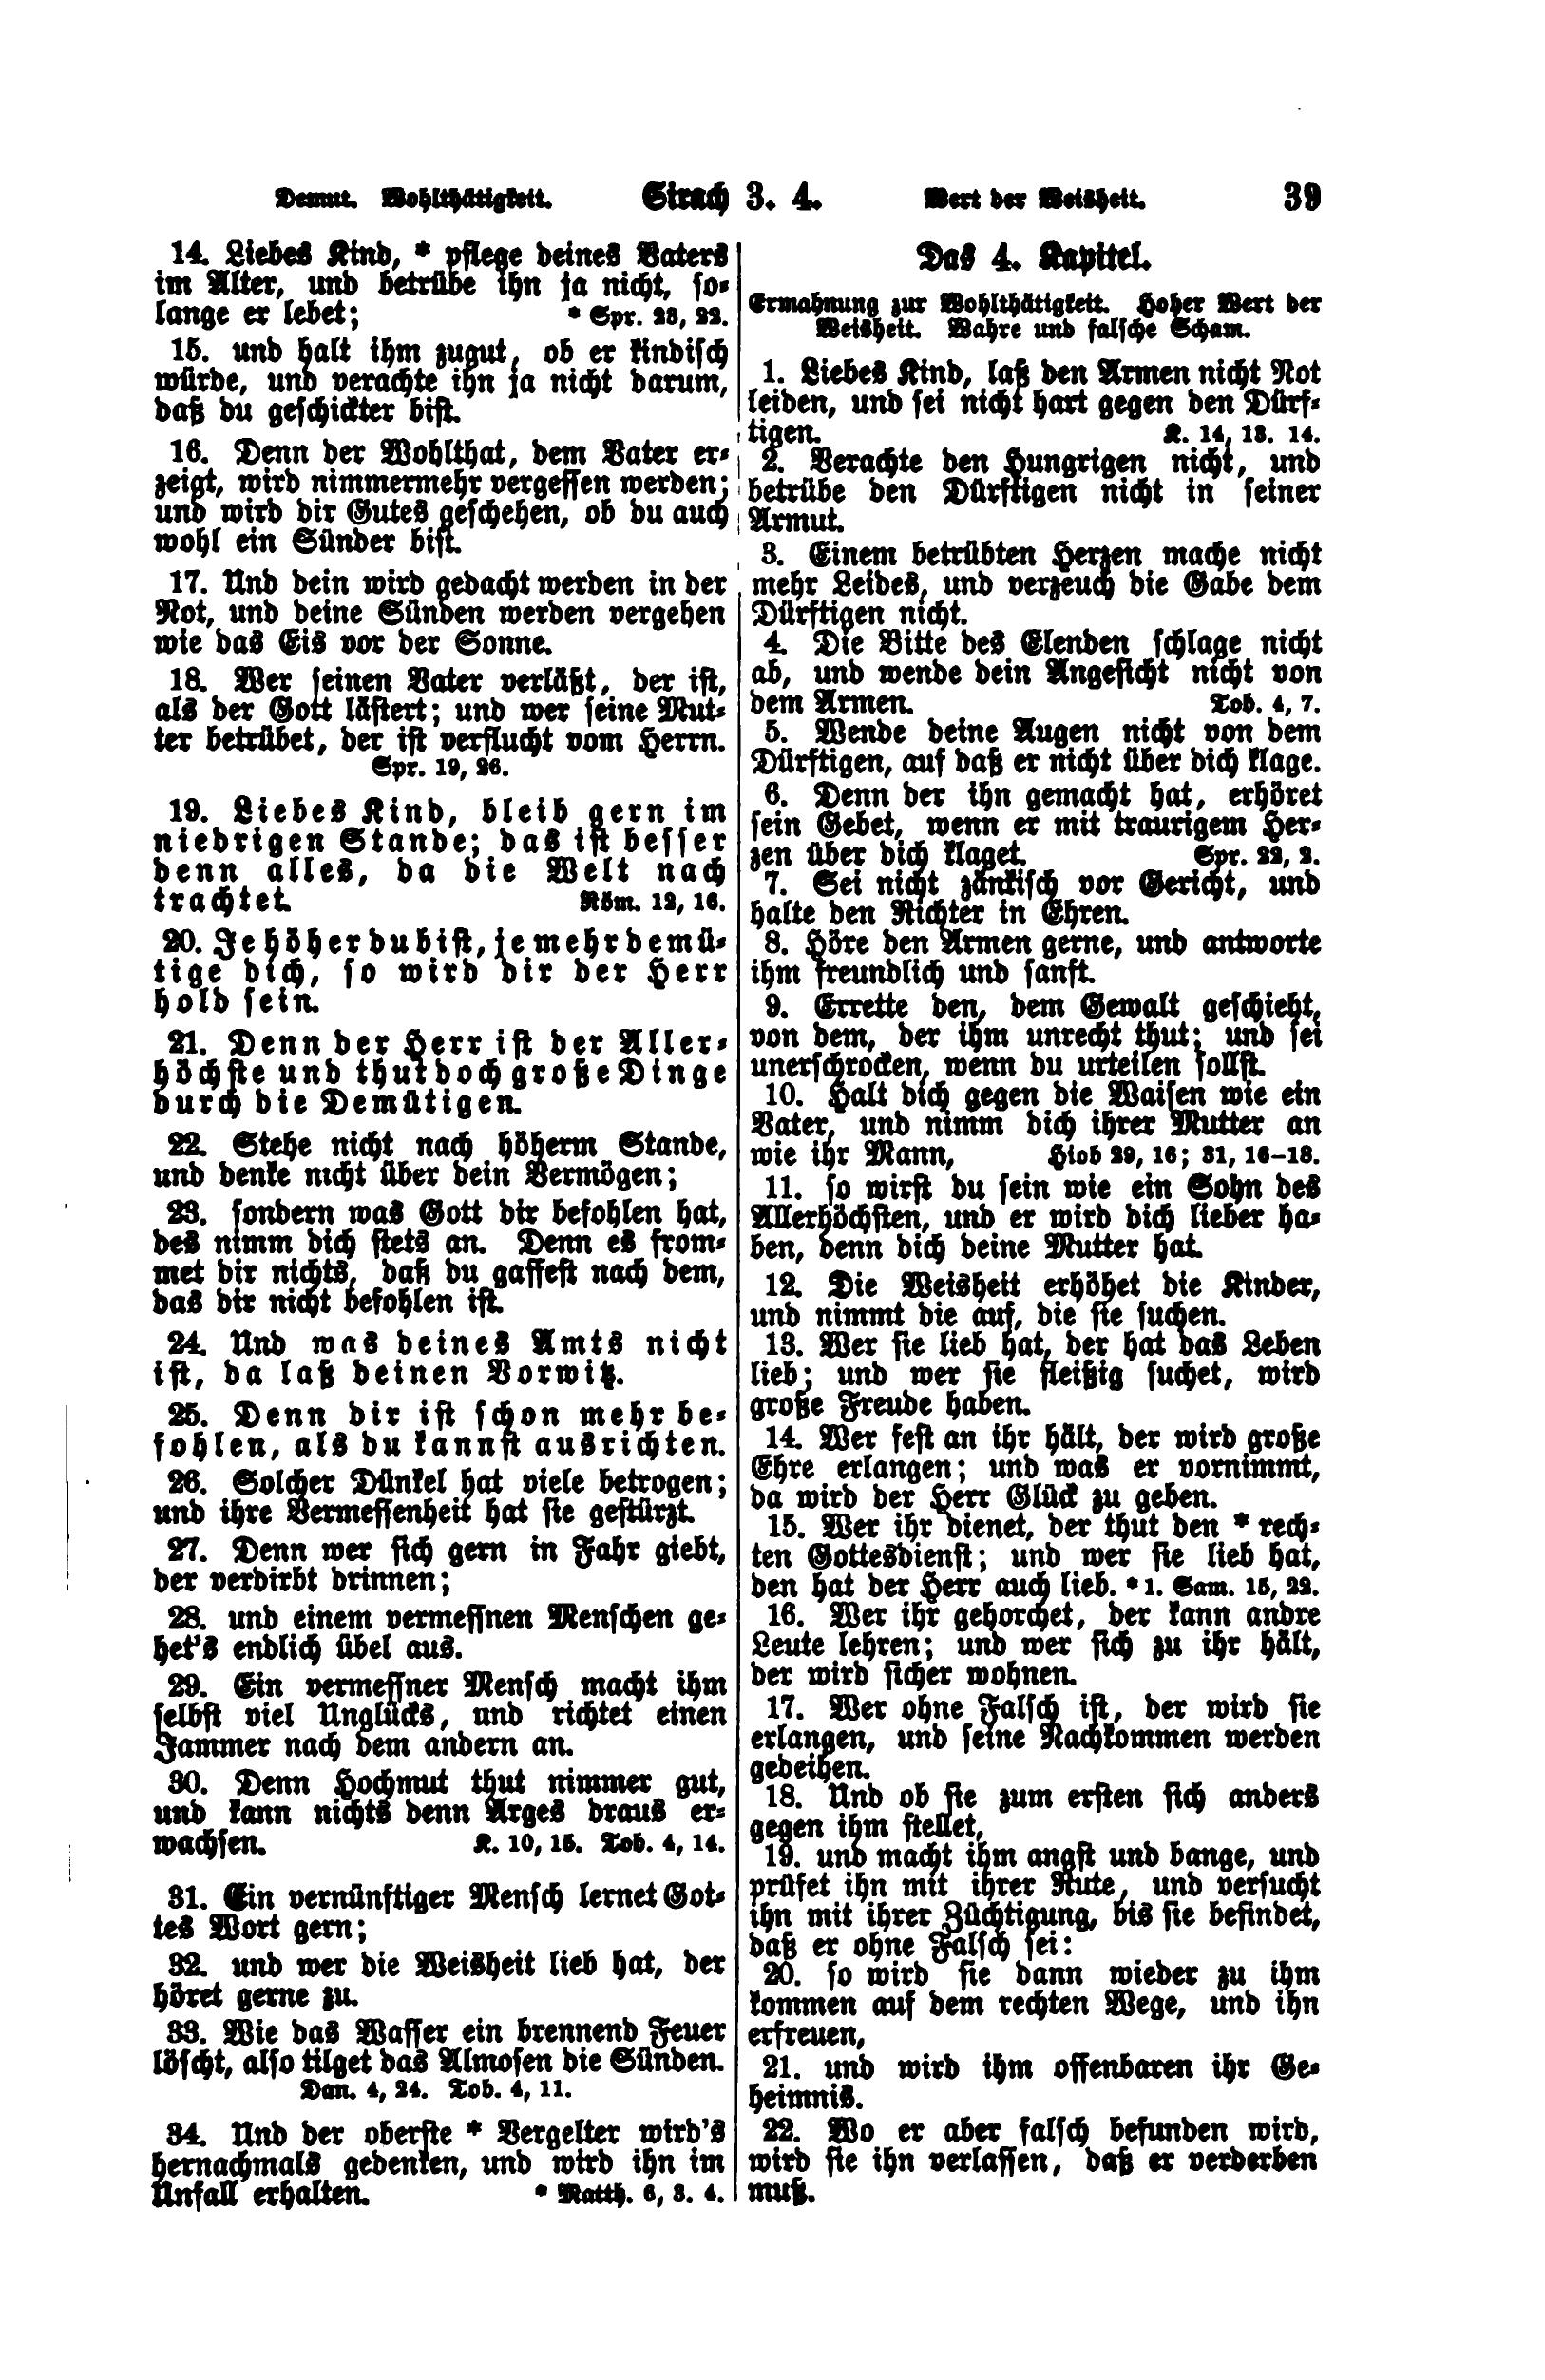 Demut. Wohlthätigkeit. Sirach 3. 4. Wert der Weisheit. 39
14. Liebes Kind, * pflege deines Vaters
im Alter, und betrübe ihn ja nicht, so-
lange er lebet; * Spr. 23, 22.
15. und halt ihm zugut, ob er kindisch
würde, und verachte ihn ja nicht darum,
daß du geschickter bist.
16. Denn der Wohlthat, dem Vater er-
zeigt, wird nimmermehr vergessen werden;
und wird dir Gutes geschehen, ob du auch
wohl ein Sünder bist.
17. Und dein wird gedacht werden in der
Not, und deine Sünden werden vergehen
wie das Eis vor der Sonne.
18. Wer seinen Vater verläßt, der ist,
als der Gott lästert; und wer seine Mut-
ter betrübet, der ist verflucht vom Herrn.
Spr. 19, 26.
19. Liebes Kind, bleib gern im
niedrigen Stande; das ist besser
denn alles, da die Welt nach
trachtet. Röm. 12, 16.
20. Je höher du bist, je mehr demü-
tige dich, so wird dir der Herr
hold sein.
21. Denn der Herr ist der Aller-
höchste und thut doch große Dinge
durch die Demütigen.
22. Stehe nicht nach höherm Stande,
und denke nicht über dein Vermögen;
23. sondern was Gott dir befohlen hat,
des nimm dich stets an. Denn es from-
met dir nichts, daß du gaffest nach dem,
das dir nicht befohlen ist.
24. Und was deines Amts nicht
ist, da laß deinen Vorwitz.
25. Denn dir ist schon mehr be-
fohlen, als du kannst ausrichten.
26. Solcher Dünkel hat viele betrogen;
und ihre Vermessenheit hat sie gestürzt.
27. Denn wer sich gern in Fahr giebt,
der verdirbt drinnen;
28. und einem vermessnen Menschen ge-
het's endlich übel aus.
29. Ein vermessner Mensch macht ihm
selbst viel Unglücks, und richtet einen
Jammer nach dem andern an.
30. Denn Hochmut thut nimmer gut,
und kann nichts denn Arges draus er-
wachsen. K. 10, 15. Tob. 4, 14.
31. Ein vernünftiger Mensch lernet Got-
tes Wort gern;
32. und wer die Weisheit lieb hat, der
höret gerne zu.
33. Wie das Wasser ein brennend Feuer
löscht, also tilget das Almosen die Sünden.
Dan. 4, 24. Tob. 4, 11.
34. Und der oberste * Vergelter wird's
hernachmals gedenken, und wird ihn im
Unfall erhalten. * Matth. 6, 3. 4.
Das 4. Kapitel.
Ermahnung zur Wohlthätigkeit. Hoher Wert der
Weisheit. Wahre und falsche Scham.
1. Liebes Kind, laß den Armen nicht Not
leiden, und sei nicht hart gegen den Dürf-
tigen. K. 14, 13. 14.
2. Verachte den Hungrigen nicht, und
betrübe den Dürftigen nicht in seiner
Armut.
3. Einem betrübten Herzen mache nicht
mehr Leides, und verzeuch die Gabe dem
Dürftigen nicht.
4. Die Bitte des Elenden schlage nicht
ab, und wende dein Angesicht nicht von
dem Armen. Tob. 4, 7.
5. Wende deine Augen nicht von dem
Dürftigen, auf daß er nicht über dich klage.
6. Denn der ihn gemacht hat, erhöret
sein Gebet, wenn er mit traurigem Her-
zen über dich klaget. Spr. 22, 2.
7. Sei nicht zänkisch vor Gericht, und
halte den Richter in Ehren.
8. Höre den Armen gerne, und antworte
ihm freundlich und sanft.
9. Errette den, dem Gewalt geschieht,
von dem, der ihm unrecht thut; und sei
unerschrocken, wenn du urteilen sollst.
10. Halt dich gegen die Waisen wie ein
Vater, und nimm dich ihrer Mutter an
wie ihr Mann, Hiob 29, 16; 31, 16-18.
11. so wirst du sein wie ein Sohn des
Allerhöchsten, und er wird dich lieber ha-
ben, denn dich deine Mutter hat.
12. Die Weisheit erhöhet die Kinder,
und nimmt die auf, die sie suchen.
13. Wer sie lieb hat, der hat das Leben
lieb; und wer sie fleißig suchet, wird
große Freude haben.
14. Wer fest an ihr hält, der wird große
Ehre erlangen; und was er vornimmt,
da wird der Herr Glück zu geben.
15. Wer ihr dienet, der thut den * rech-
ten Gottesdienst; und wer sie lieb hat,
den hat der Herr auch lieb. * 1. Sam. 15, 22.
16. Wer ihr gehorchet, der kann andre
Leute lehren; und wer sich zu ihr hält,
der wird sicher wohnen.
17. Wer ohne Falsch ist, der wird sie
erlangen, und seine Nachkommen werden
gedeihen.
18. Und ob sie zum ersten sich anders
gegen ihm stellet,
19. und macht ihm angst und bange, und
prüfet ihn mit ihrer Rute, und versucht
ihn mit ihrer Züchtigung, bis sie befindet,
daß er ohne Falsch sei:
20. so wird sie dann wieder zu ihm
kommen auf dem rechten Wege, und ihn
erfreuen,
21. und wird ihm offenbaren ihr Ge-
heimnis.
22. Wo er aber falsch befunden wird,
wird sie ihn verlassen, daß er verderben
muß.